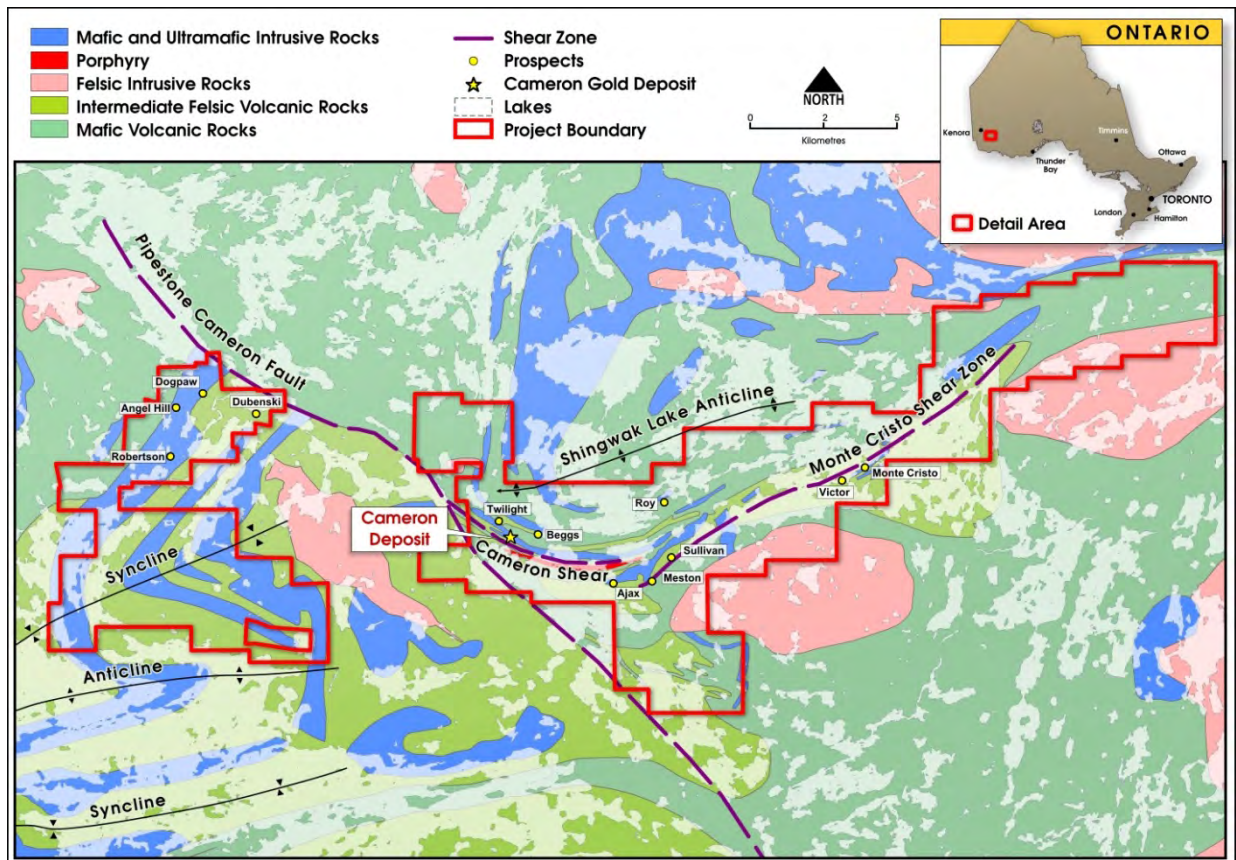 Mafic and Ultramafic Intrusive Rocks
Porphyry
Felsic Intrusive Rocks
Intermediate Felsic Volcanic Rocks
Mafic Volcanic Rocks
Shear Zone
Prospects
Cameron Gold Deposit
Lakes
Project Boundary
NORTH
0 2 5
Kilometres
ONTARIO
Kenora
Timmins
Thunder
Bay
Ottawa
TORONTO
London
Hamilton
Detail Area
Pipestone Cameron Fault
Dogpaw
Angel Hill
Dubenski
Robertson
Shingwak Lake Anticline
Monte Cristo Shear Zone
Monte Cristo
Victor
Roy
Twilight
Beggs
Cameron
Deposit
Cameron Shear
Sullivan
Meston
Ajax
Syncline
Anticline
Syncline